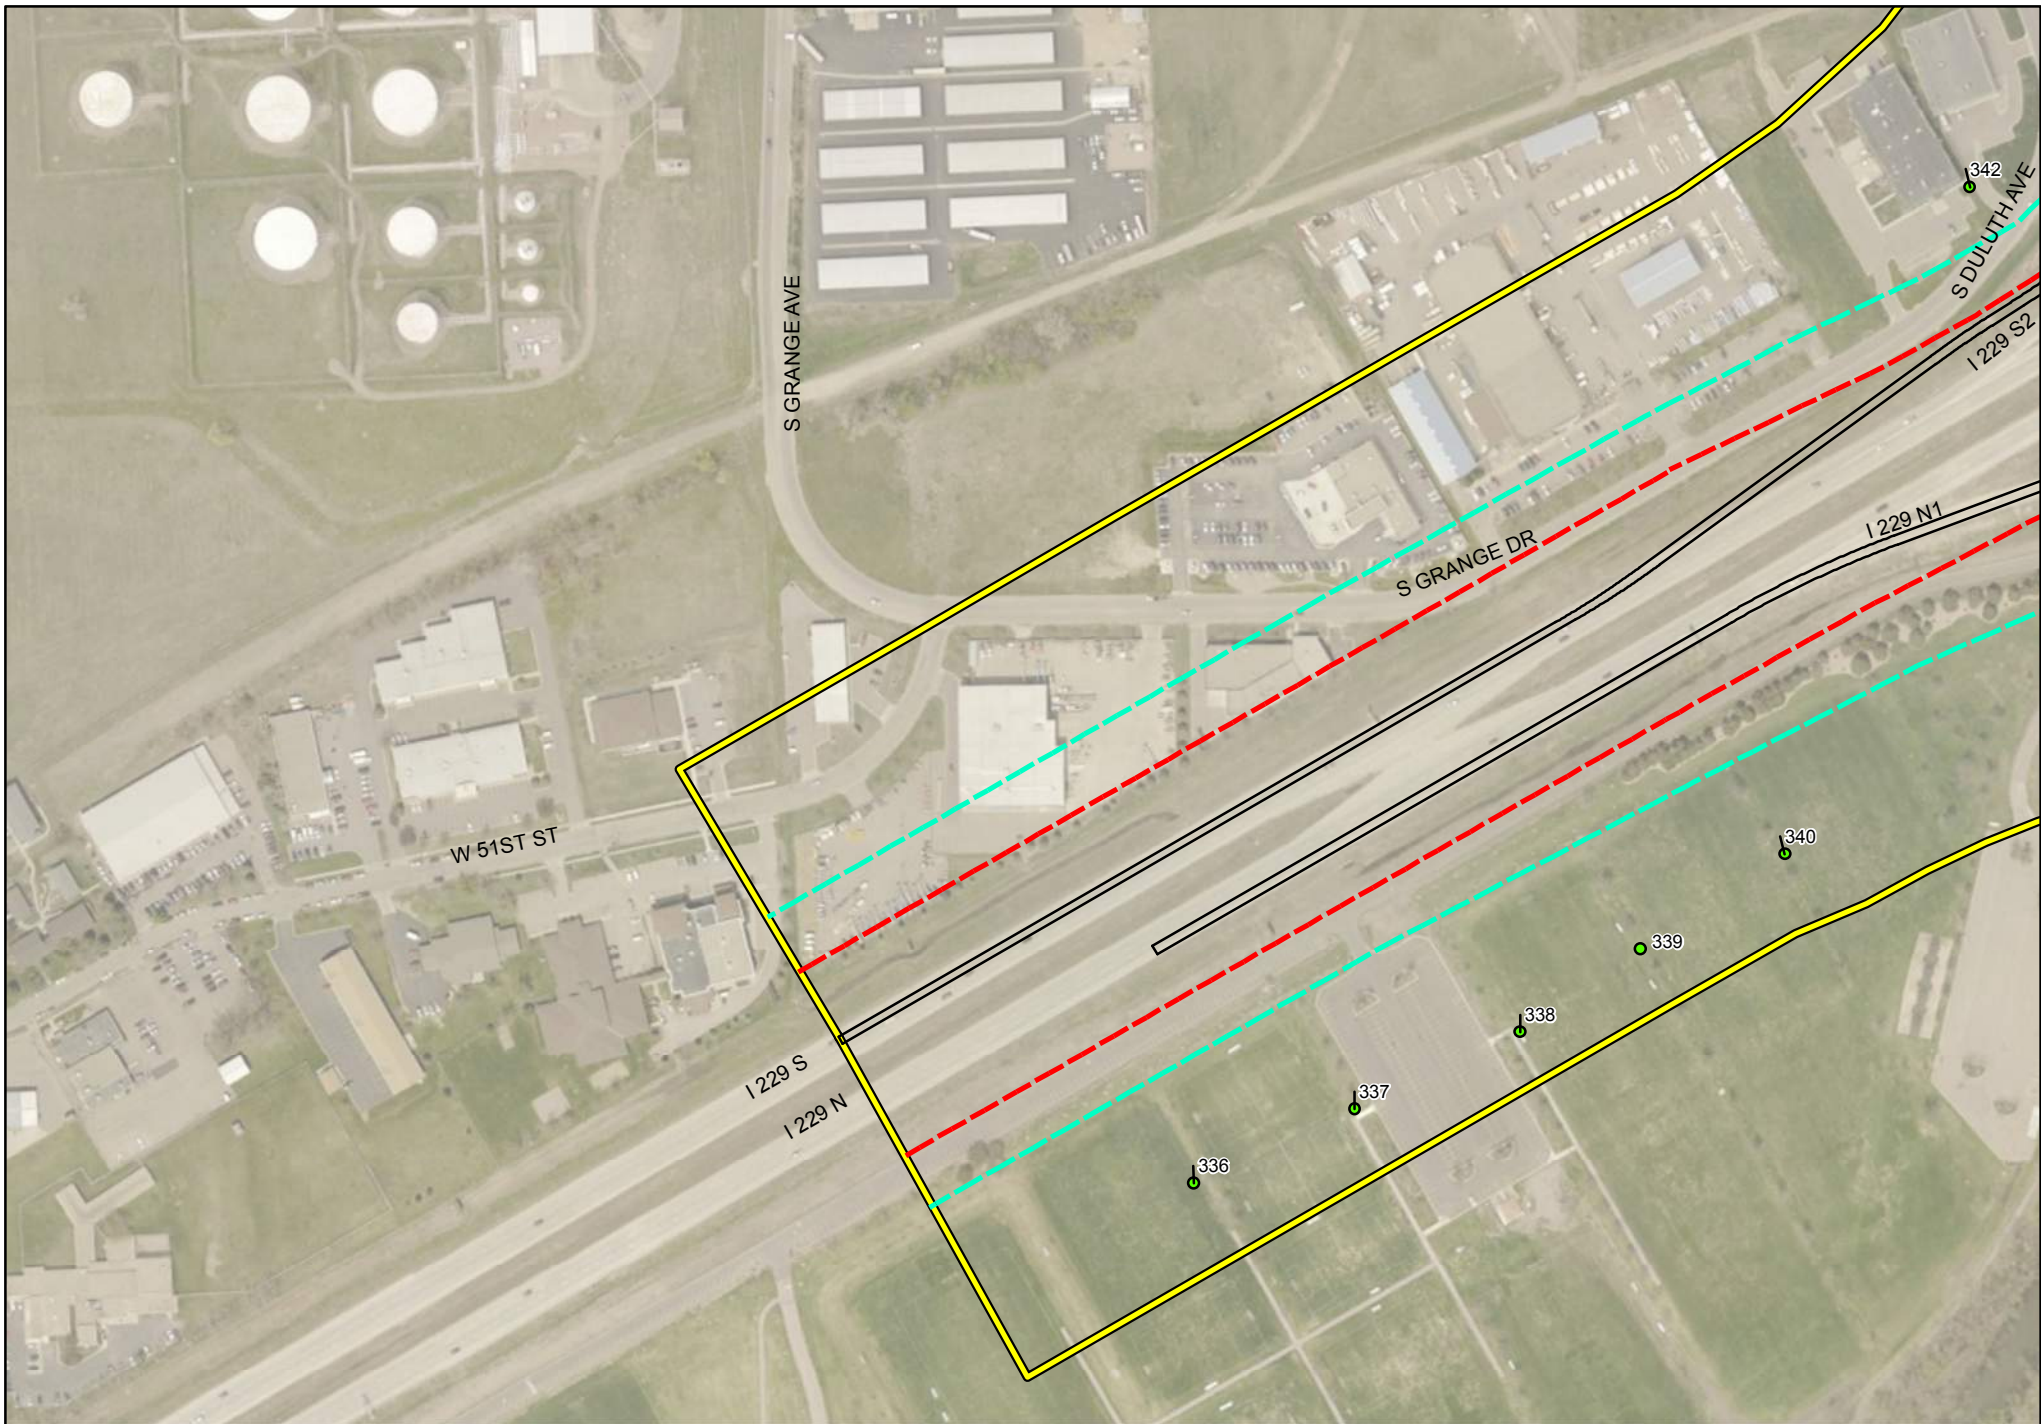 342
S DULUTH AVE
S GRANGE AVE
I 229 S2
I 229 N1
S GRANGE DR
W 51ST ST
340
339
338
I 229 S
337
I 229 N
336